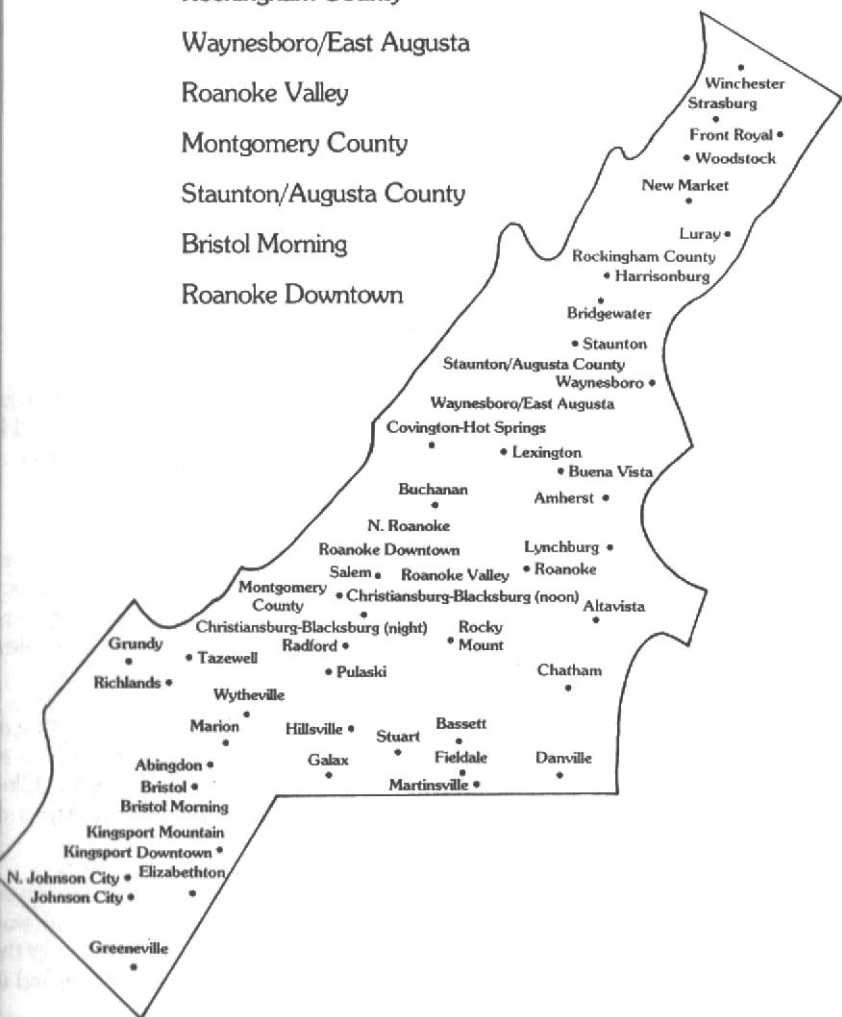 Rockingham County
Waynesboro/East Augusta
Roanoke Valley
Montgomery County
Staunton/Augusta County
Bristol Morning
Roanoke Downtown
Winchester
Strasburg
Front Royal
Woodstock
New Market
Luray
Rockingham County
Harrisonburg
Bridgewater
Staunton
Staunton/Augusta County
Waynesboro
Waynesboro/East Augusta
Covington-Hot Springs
Lexington
Buena Vista
Buchanan
Amherst
N. Roanoke
Roanoke Downtown
Lynchburg
Salem
Roanoke Valley
Roanoke
Montgomery
County
Christiansburg-Blacksburg (noon)
Altavista
Christiansburg-Blacksburg (night)
Rocky
Mount
Grundy
Radford
Tazewell
Richlands
Pulaski
Chatham
Wytheville
Marion
Hillsville
Stuart
Bassett
Abingdon
Galax
Fieldale
Danville
Bristol
Martinsville
Bristol Morning
Kingsport Mountain
Kingsport Downtown
N. Johnson City
Elizabethton
Johnson City
Greeneville